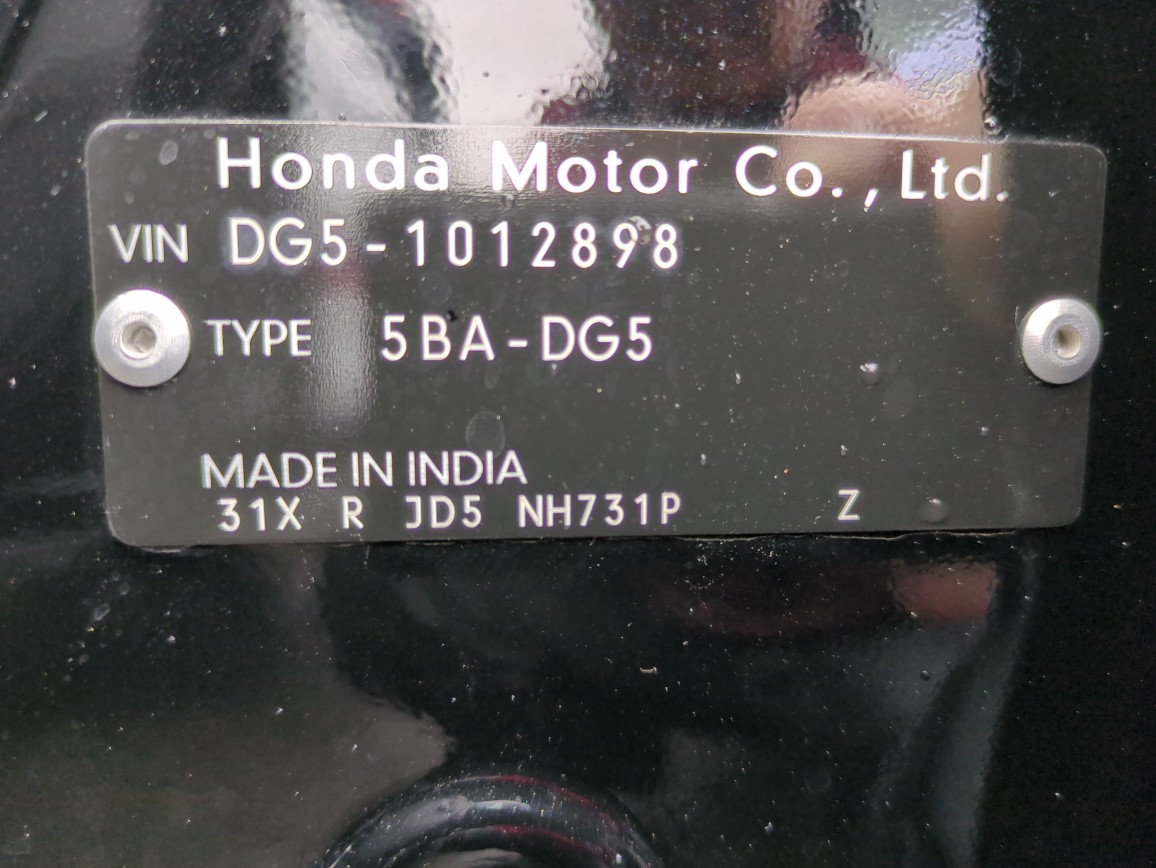 Honda Motor Co., Ltd.
VIN DG5-1012898
TYPE 5BA-DG5
MADE IN INDIA
31X R JD5 NH731P Z